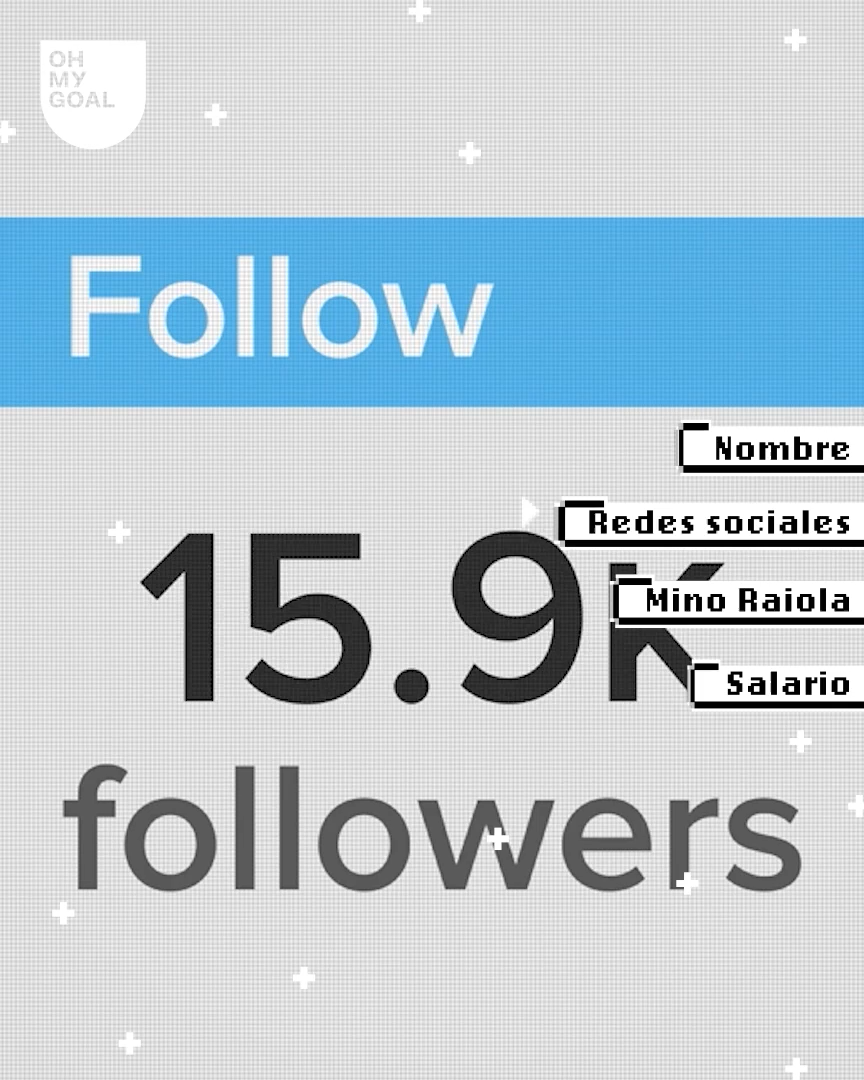 OH
MY
GOAL
Follow
Nombre
Redes sociales
15.9K
Mino Raiola
Salario
followers